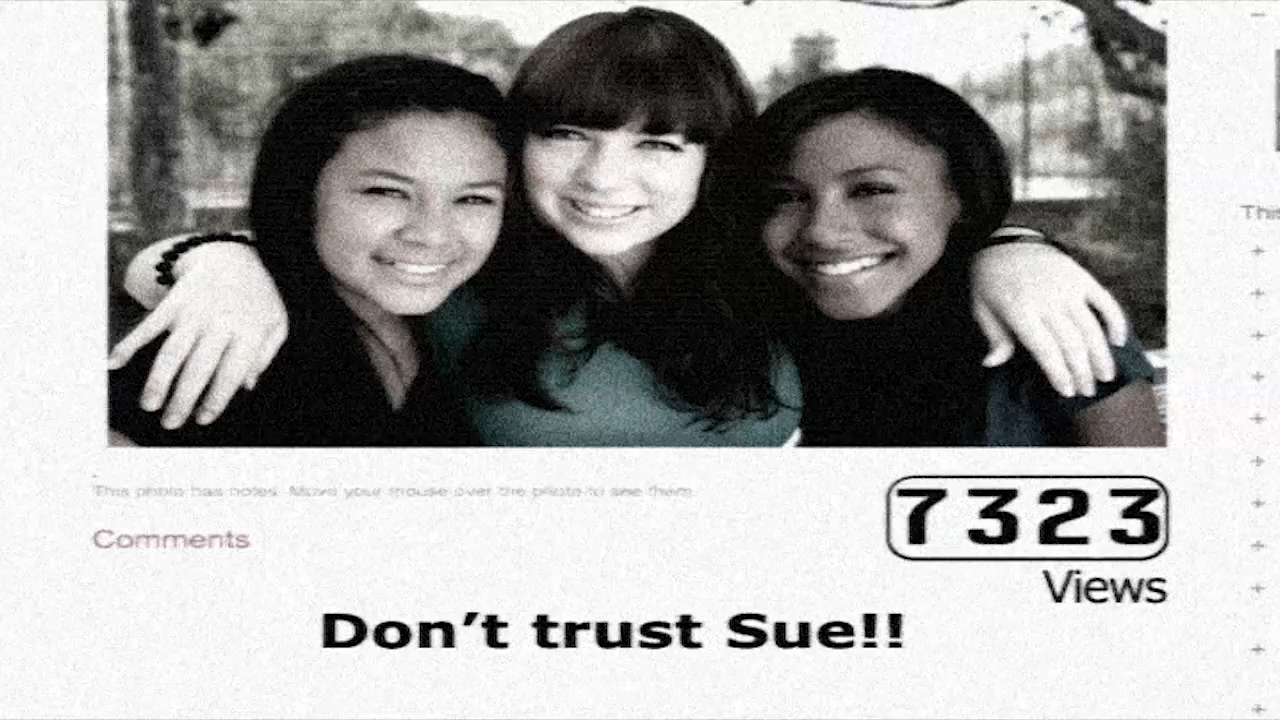 This photo has notes. Move your mouse over the photo to see them.
7323
Comments
Views
Don't trust Sue!!